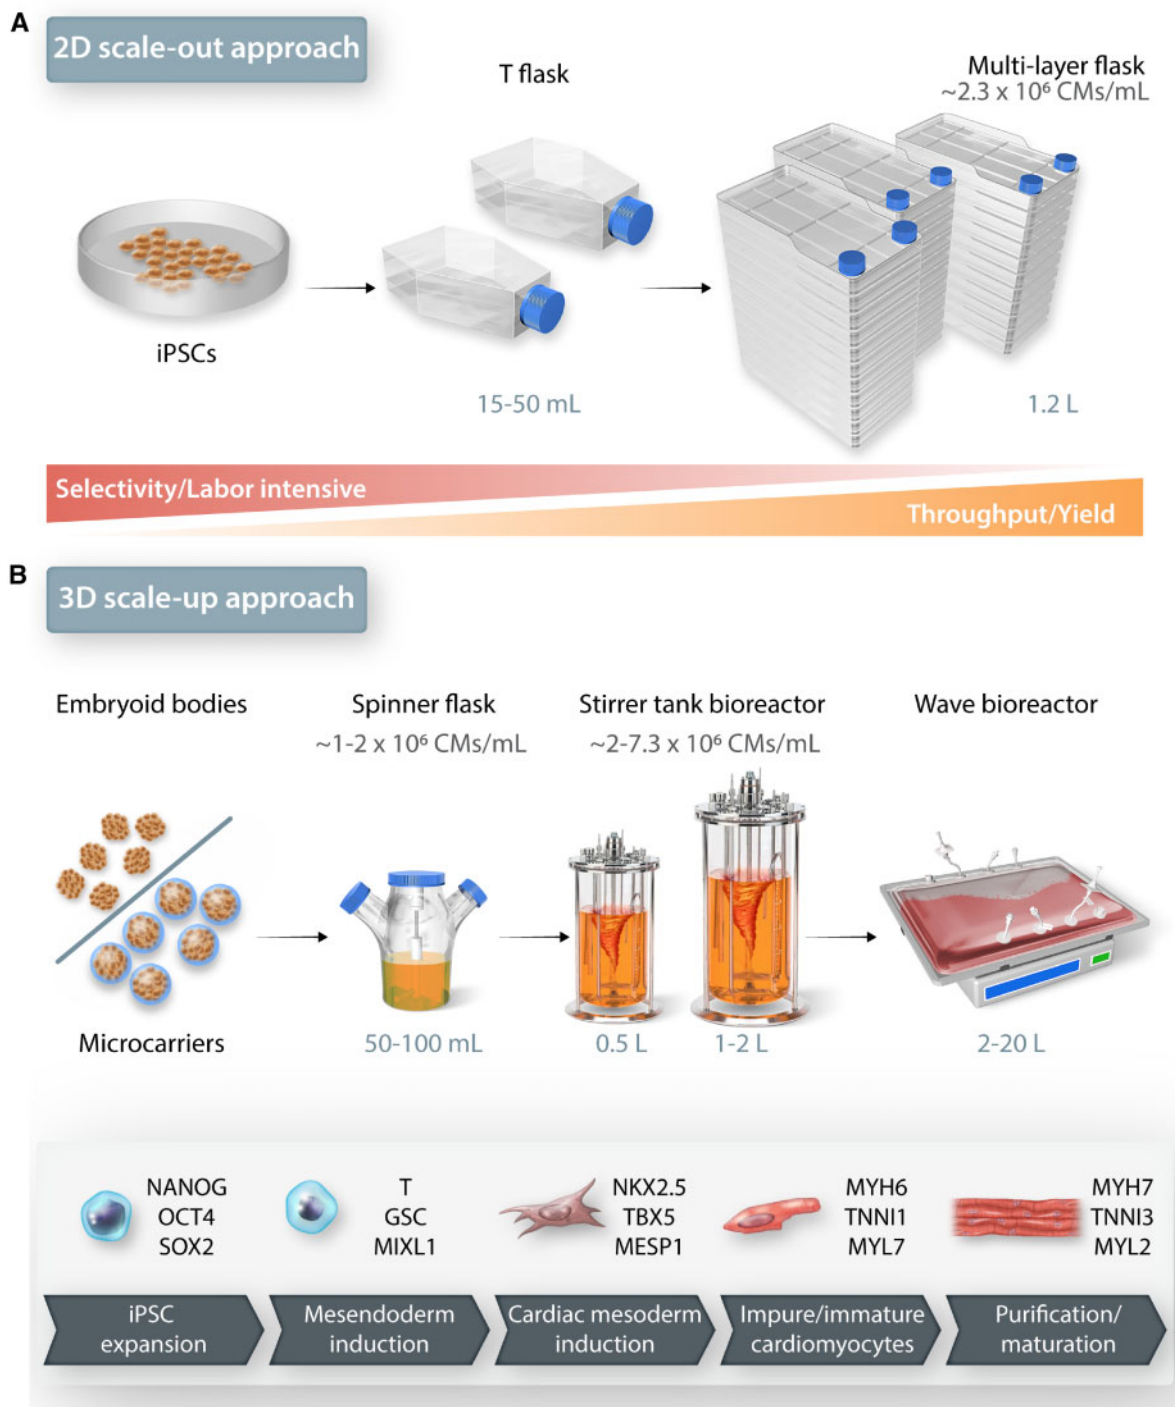 A
2D scale-out approach
T flask
Multi-layer flask
~2.3 x 10⁶ CMs/mL
iPSCs
15-50 mL
1.2 L
Selectivity/Labor intensive
Throughput/Yield
B
3D scale-up approach
Embryoid bodies
Spinner flask
~1-2 x 10⁶ CMs/mL
Stirrer tank bioreactor
~2-7.3 x 10⁶ CMs/mL
Wave bioreactor
Microcarriers
50-100 mL
0.5 L
1-2 L
2-20 L
NANOG
OCT4
SOX2
T
GSC
MIXL1
NKX2.5
TBX5
MESP1
MYH6
TNNI1
MYL7
MYH7
TNNI3
MYL2
iPSC
expansion
Mesendoderm
induction
Cardiac mesoderm
induction
Impure/immature
cardiomyocytes
Purification/
maturation